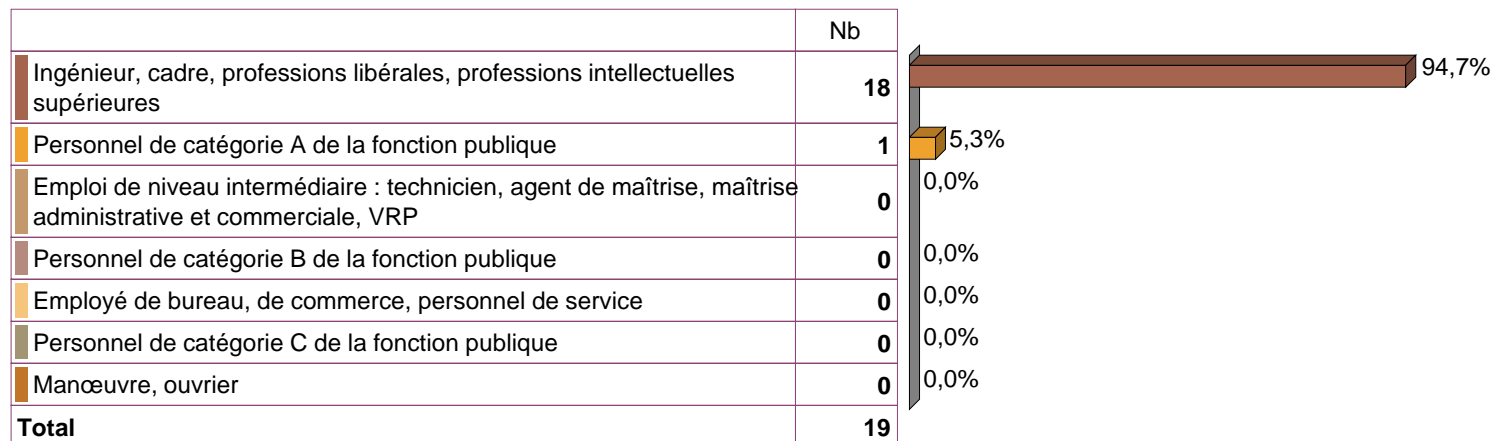 Nb
Ingénieur, cadre, professions libérales, professions intellectuelles
supérieures
18
94,7%
Personnel de catégorie A de la fonction publique
1
5,3%
Emploi de niveau intermédiaire : technicien, agent de maîtrise, maîtrise
administrative et commerciale, VRP
0
0,0%
Personnel de catégorie B de la fonction publique
0
0,0%
Employé de bureau, de commerce, personnel de service
0
0,0%
Personnel de catégorie C de la fonction publique
0
0,0%
Manœuvre, ouvrier
0
0,0%
Total
19